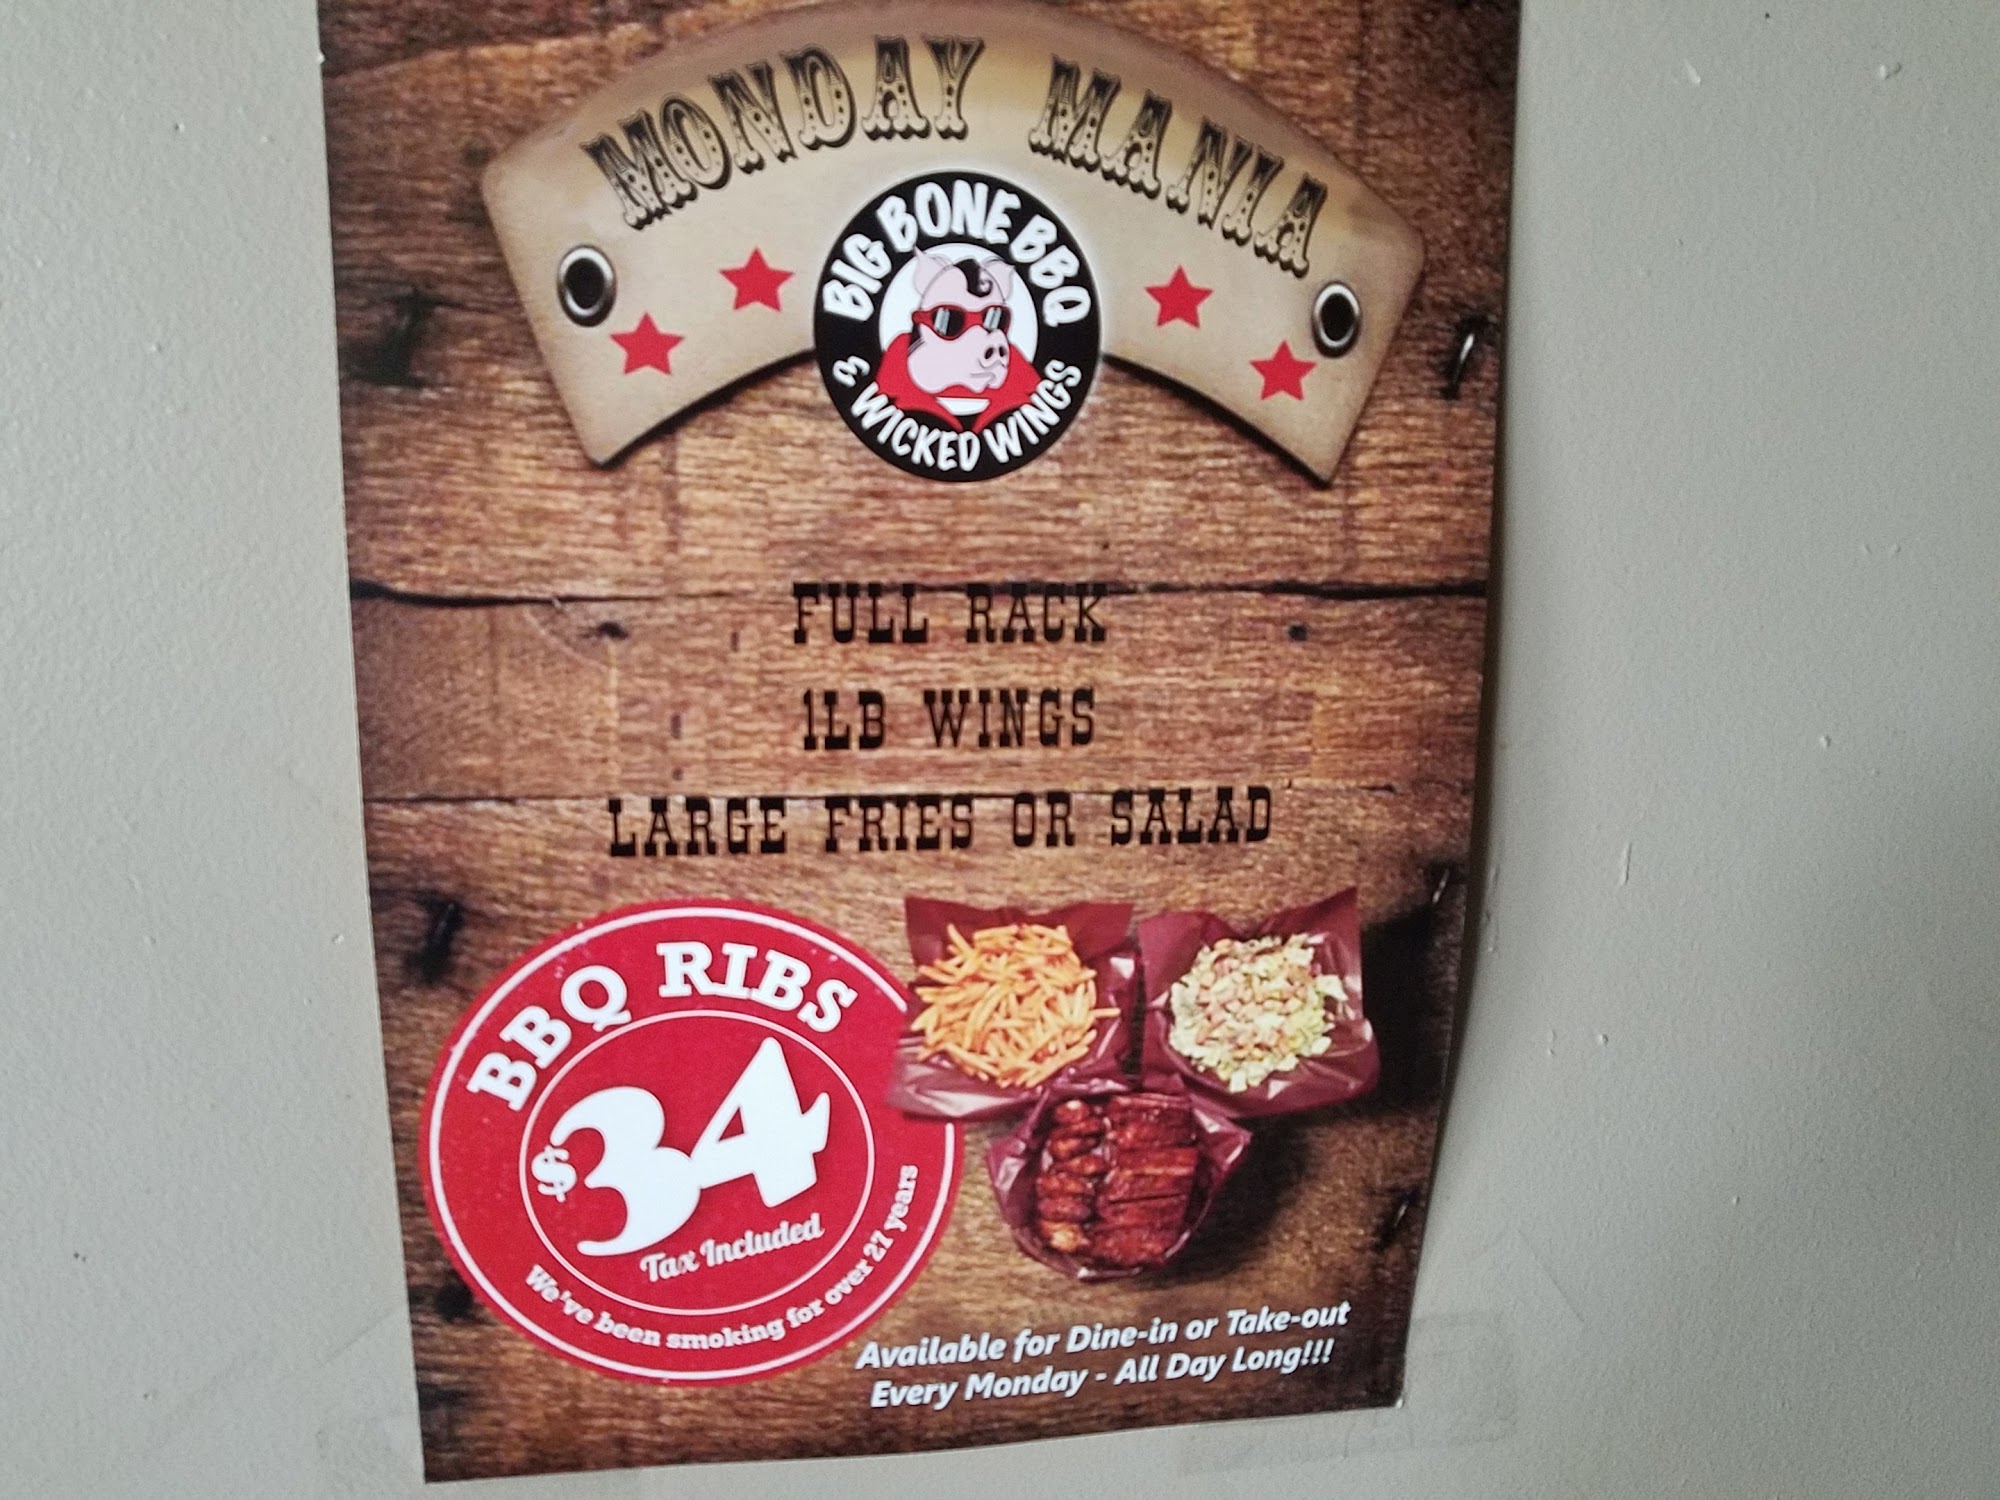 MONDAY MANIA
BIG BONE BBQ
& WICKED WINGS
FULL RACK
1LB WINGS
LARGE FRIES OR SALAD
BBQ RIBS
$34
Tax Included
We've been smoking for over 27 years
Available for Dine-in or Take-out
Every Monday - All Day Long!!!